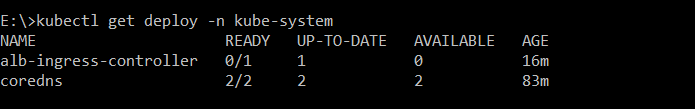 E:\>kubectl get deploy -n kube-system
NAME READY UP-TO-DATE AVAILABLE AGE
alb-ingress-controller 0/1 1 0 16m
coredns 2/2 2 2 83m